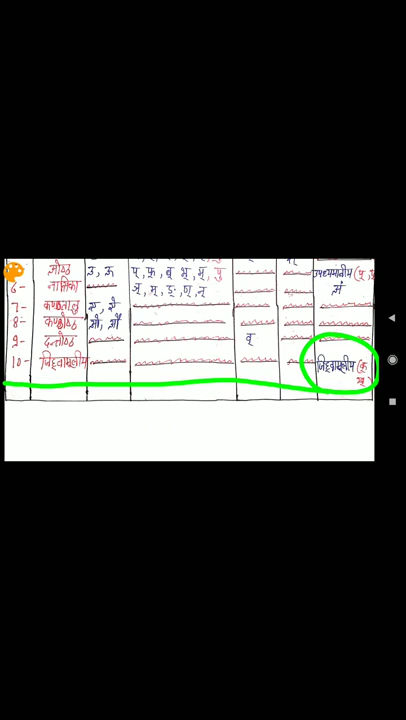 ओष्ठ उ, ऊ प्, फ्, ब्, भ्, म्, पु उपध्मानीय (प्,
6- नासिका ञ्, म्, ङ्, ण्, न् अं
7- कण्ठतालु ए, ऐ
8- कण्ठोष्ठ ओ, औ
9- दन्तोष्ठ व्
10- जिह्वामूलीय जिह्वामूलीय (क्
ख्)